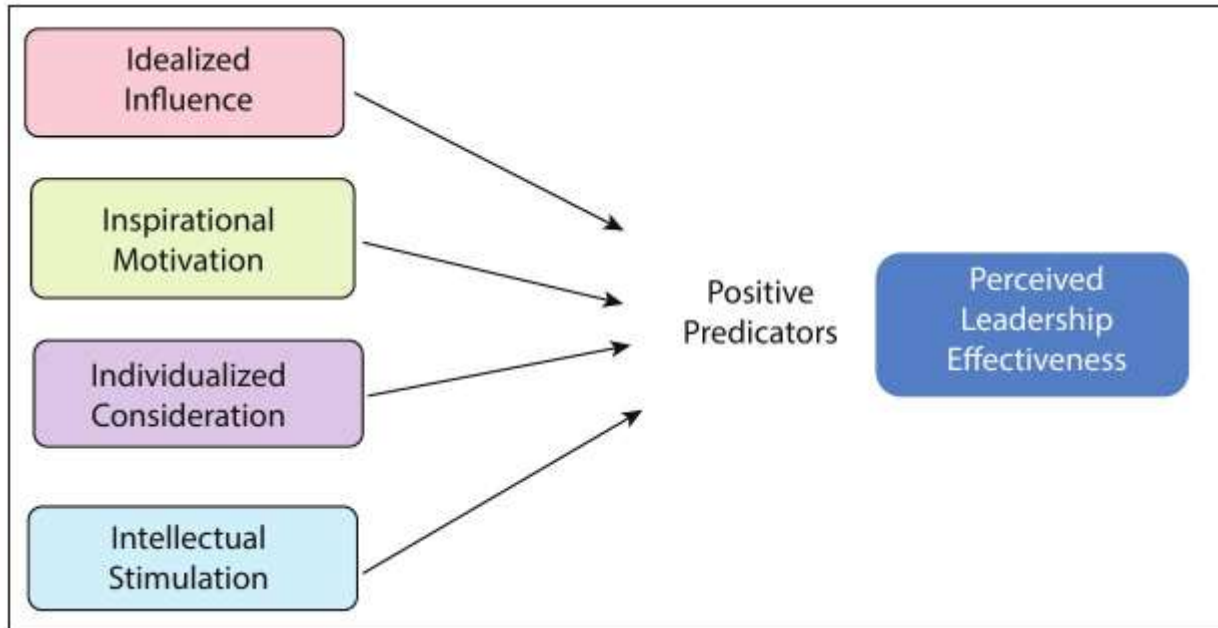 Idealized
Influence
Inspirational
Motivation
Individualized
Consideration
Intellectual
Stimulation
Positive
Predicators
Perceived
Leadership
Effectiveness